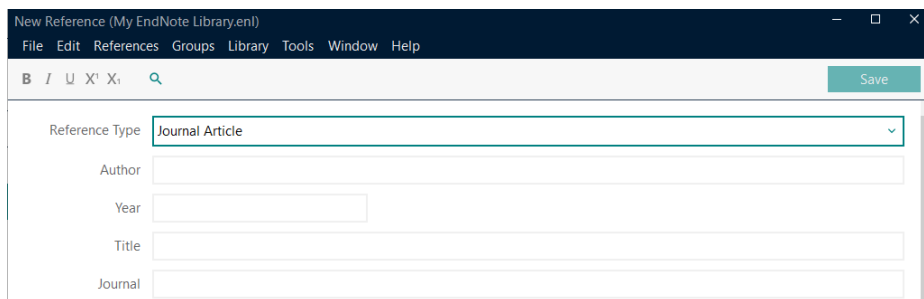 New Reference (My EndNote Library.enl)
File Edit References Groups Library Tools Window Help
B I U X¹ X₁ Save
Reference Type Journal Article
Author
Year
Title
Journal